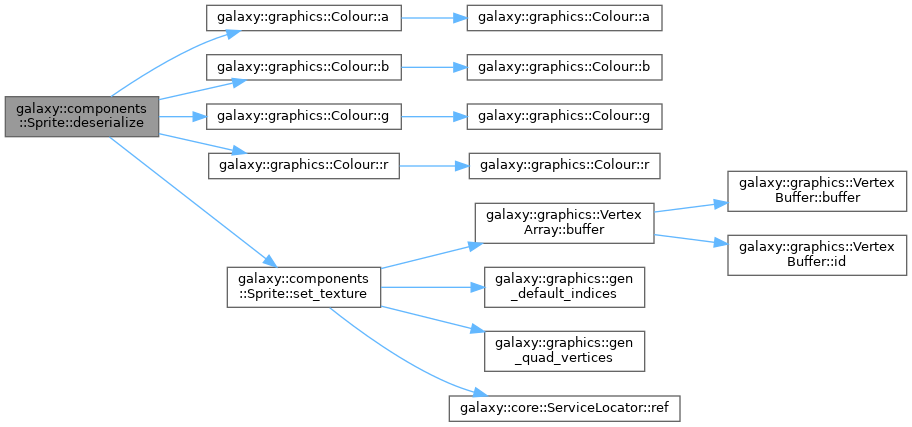 galaxy::components
::Sprite::deserialize
galaxy::graphics::Colour::a
galaxy::graphics::Colour::a
galaxy::graphics::Colour::b
galaxy::graphics::Colour::b
galaxy::graphics::Colour::g
galaxy::graphics::Colour::g
galaxy::graphics::Colour::r
galaxy::graphics::Colour::r
galaxy::components
::Sprite::set_texture
galaxy::graphics::Vertex
Array::buffer
galaxy::graphics::Vertex
Buffer::buffer
galaxy::graphics::Vertex
Buffer::id
galaxy::graphics::gen
_default_indices
galaxy::graphics::gen
_quad_vertices
galaxy::core::ServiceLocator::ref